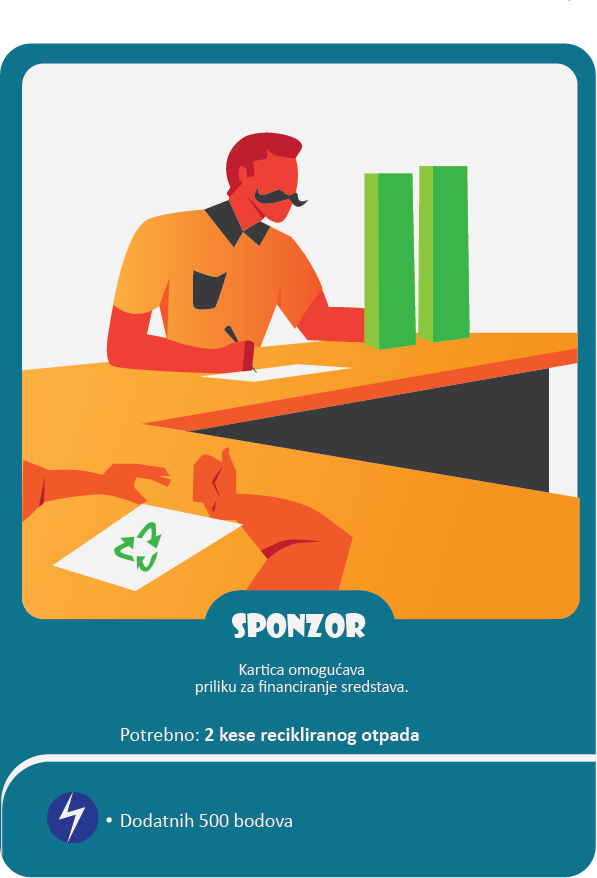 SPONZOR
Kartica omogućava
priliku za financiranje sredstava.
Potrebno: 2 kese recikliranog otpada
• Dodatnih 500 bodova